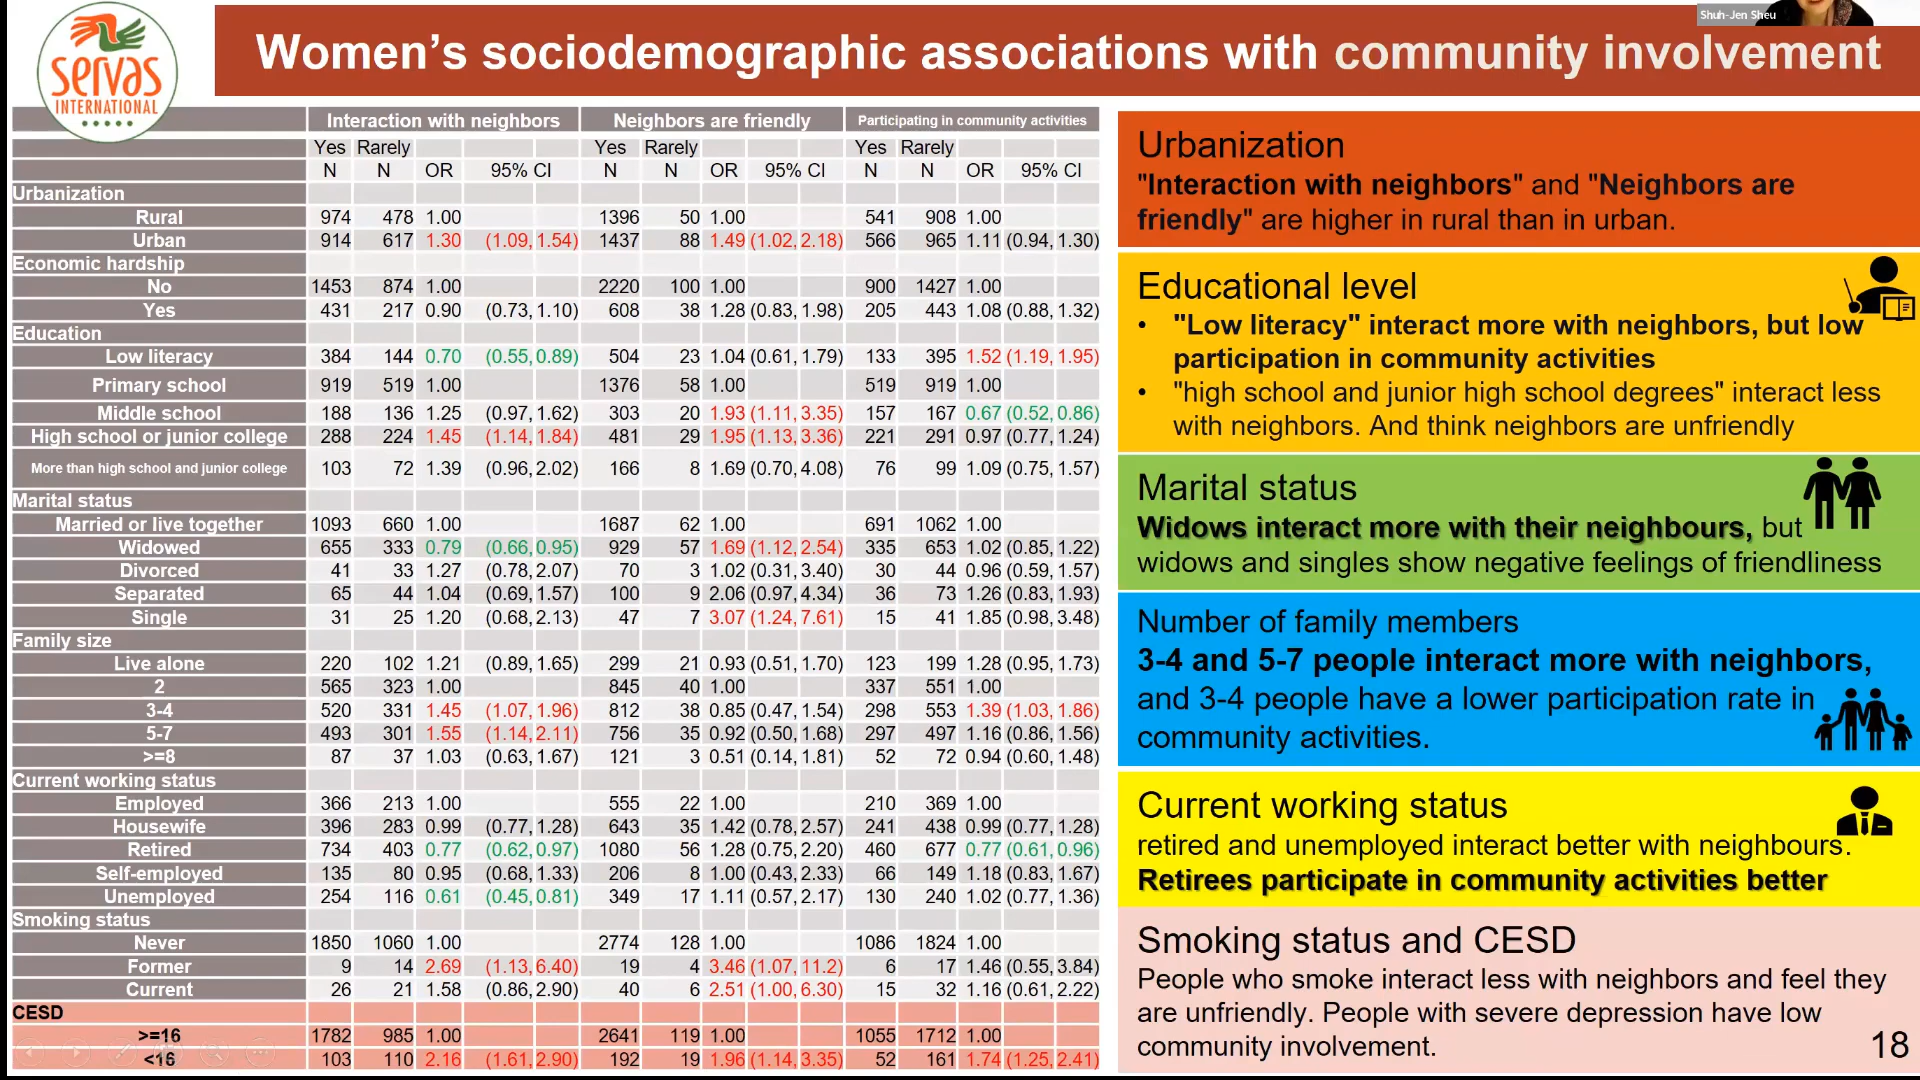 Shuh-Jen Sheu
servas
INTERNATIONAL
Women's sociodemographic associations with community involvement
Interaction with neighbors Neighbors are friendly Participating in community activities
Yes Rarely Yes Rarely Yes Rarely
N N OR 95% CI N N OR 95% CI N N OR 95% CI
Urbanization
Rural 974 478 1.00 1396 50 1.00 541 908 1.00
Urban 914 617 1.30 (1.09, 1.54) 1437 88 1.49 (1.02, 2.18) 566 965 1.11 (0.94, 1.30)
Economic hardship
No 1453 874 1.00 2220 100 1.00 900 1427 1.00
Yes 431 217 0.90 (0.73, 1.10) 608 38 1.28 (0.83, 1.98) 205 443 1.08 (0.88, 1.32)
Education
Low literacy 384 144 0.70 (0.55, 0.89) 504 23 1.04 (0.61, 1.79) 133 395 1.52 (1.19, 1.95)
Primary school 919 519 1.00 1376 58 1.00 519 919 1.00
Middle school 188 136 1.25 (0.97, 1.62) 303 20 1.93 (1.11, 3.35) 157 167 0.67 (0.52, 0.86)
High school or junior college 288 224 1.45 (1.14, 1.84) 481 29 1.95 (1.13, 3.36) 221 291 0.97 (0.77, 1.24)
More than high school and junior college 103 72 1.39 (0.96, 2.02) 166 8 1.69 (0.70, 4.08) 76 99 1.09 (0.75, 1.57)
Marital status
Married or live together 1093 660 1.00 1687 62 1.00 691 1062 1.00
Widowed 655 333 0.79 (0.66, 0.95) 929 57 1.69 (1.12, 2.54) 335 653 1.02 (0.85, 1.22)
Divorced 41 33 1.27 (0.78, 2.07) 70 3 1.02 (0.31, 3.40) 30 44 0.96 (0.59, 1.57)
Separated 65 44 1.04 (0.69, 1.57) 100 9 2.06 (0.97, 4.34) 36 73 1.26 (0.83, 1.93)
Single 31 25 1.20 (0.68, 2.13) 47 7 3.07 (1.24, 7.61) 15 41 1.85 (0.98, 3.48)
Family size
Live alone 220 102 1.21 (0.89, 1.65) 299 21 0.93 (0.51, 1.70) 123 199 1.28 (0.95, 1.73)
2 565 323 1.00 845 40 1.00 337 551 1.00
3-4 520 331 1.45 (1.07, 1.96) 812 38 0.85 (0.47, 1.54) 298 553 1.39 (1.03, 1.86)
5-7 493 301 1.55 (1.14, 2.11) 756 35 0.92 (0.50, 1.68) 297 497 1.16 (0.86, 1.56)
>=8 87 37 1.03 (0.63, 1.67) 121 3 0.51 (0.14, 1.81) 52 72 0.94 (0.60, 1.48)
Current working status
Employed 366 213 1.00 555 22 1.00 210 369 1.00
Housewife 396 283 0.99 (0.77, 1.28) 643 35 1.42 (0.78, 2.57) 241 438 0.99 (0.77, 1.28)
Retired 734 403 0.77 (0.62, 0.97) 1080 56 1.28 (0.75, 2.20) 460 677 0.77 (0.61, 0.96)
Self-employed 135 80 0.95 (0.68, 1.33) 206 8 1.00 (0.43, 2.33) 66 149 1.18 (0.83, 1.67)
Unemployed 254 116 0.61 (0.45, 0.81) 349 17 1.11 (0.57, 2.17) 130 240 1.02 (0.77, 1.36)
Smoking status
Never 1850 1060 1.00 2774 128 1.00 1086 1824 1.00
Former 9 14 2.69 (1.13, 6.40) 19 4 3.46 (1.07, 11.2) 6 17 1.46 (0.55, 3.84)
Current 26 21 1.58 (0.86, 2.90) 40 6 2.51 (1.00, 6.30) 15 32 1.16 (0.61, 2.22)
CESD
>=16 1782 985 1.00 2641 119 1.00 1055 1712 1.00
<16 103 110 2.16 (1.61, 2.90) 192 19 1.96 (1.14, 3.35) 52 161 1.74 (1.25, 2.41)
Urbanization
"Interaction with neighbors" and "Neighbors are
friendly" are higher in rural than in urban.
Educational level
• "Low literacy" interact more with neighbors, but low
participation in community activities
• "high school and junior high school degrees" interact less
with neighbors. And think neighbors are unfriendly
Marital status
Widows interact more with their neighbours, but
widows and singles show negative feelings of friendliness
Number of family members
3-4 and 5-7 people interact more with neighbors,
and 3-4 people have a lower participation rate in
community activities.
Current working status
retired and unemployed interact better with neighbours.
Retirees participate in community activities better
Smoking status and CESD
People who smoke interact less with neighbors and feel they
are unfriendly. People with severe depression have low
community involvement.
18